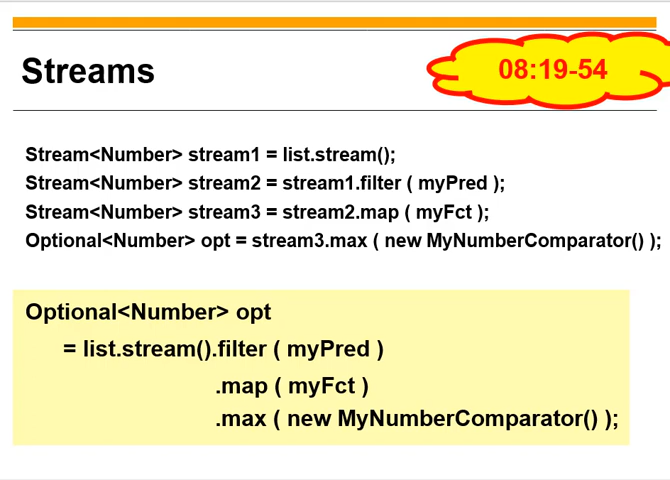 Streams
08:19-54
Stream<Number> stream1 = list.stream();
Stream<Number> stream2 = stream1.filter ( myPred );
Stream<Number> stream3 = stream2.map ( myFct );
Optional<Number> opt = stream3.max ( new MyNumberComparator() );
Optional<Number> opt
= list.stream().filter ( myPred )
.map ( myFct )
.max ( new MyNumberComparator() );